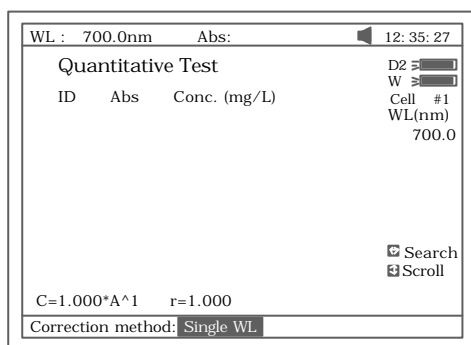 WL : 700.0nm Abs: 12: 35: 27
Quantitative Test
D2
W
ID Abs Conc. (mg/L)
Cell #1
WL(nm)
700.0
Search
Scroll
C=1.000*A^1 r=1.000
Correction method: Single WL